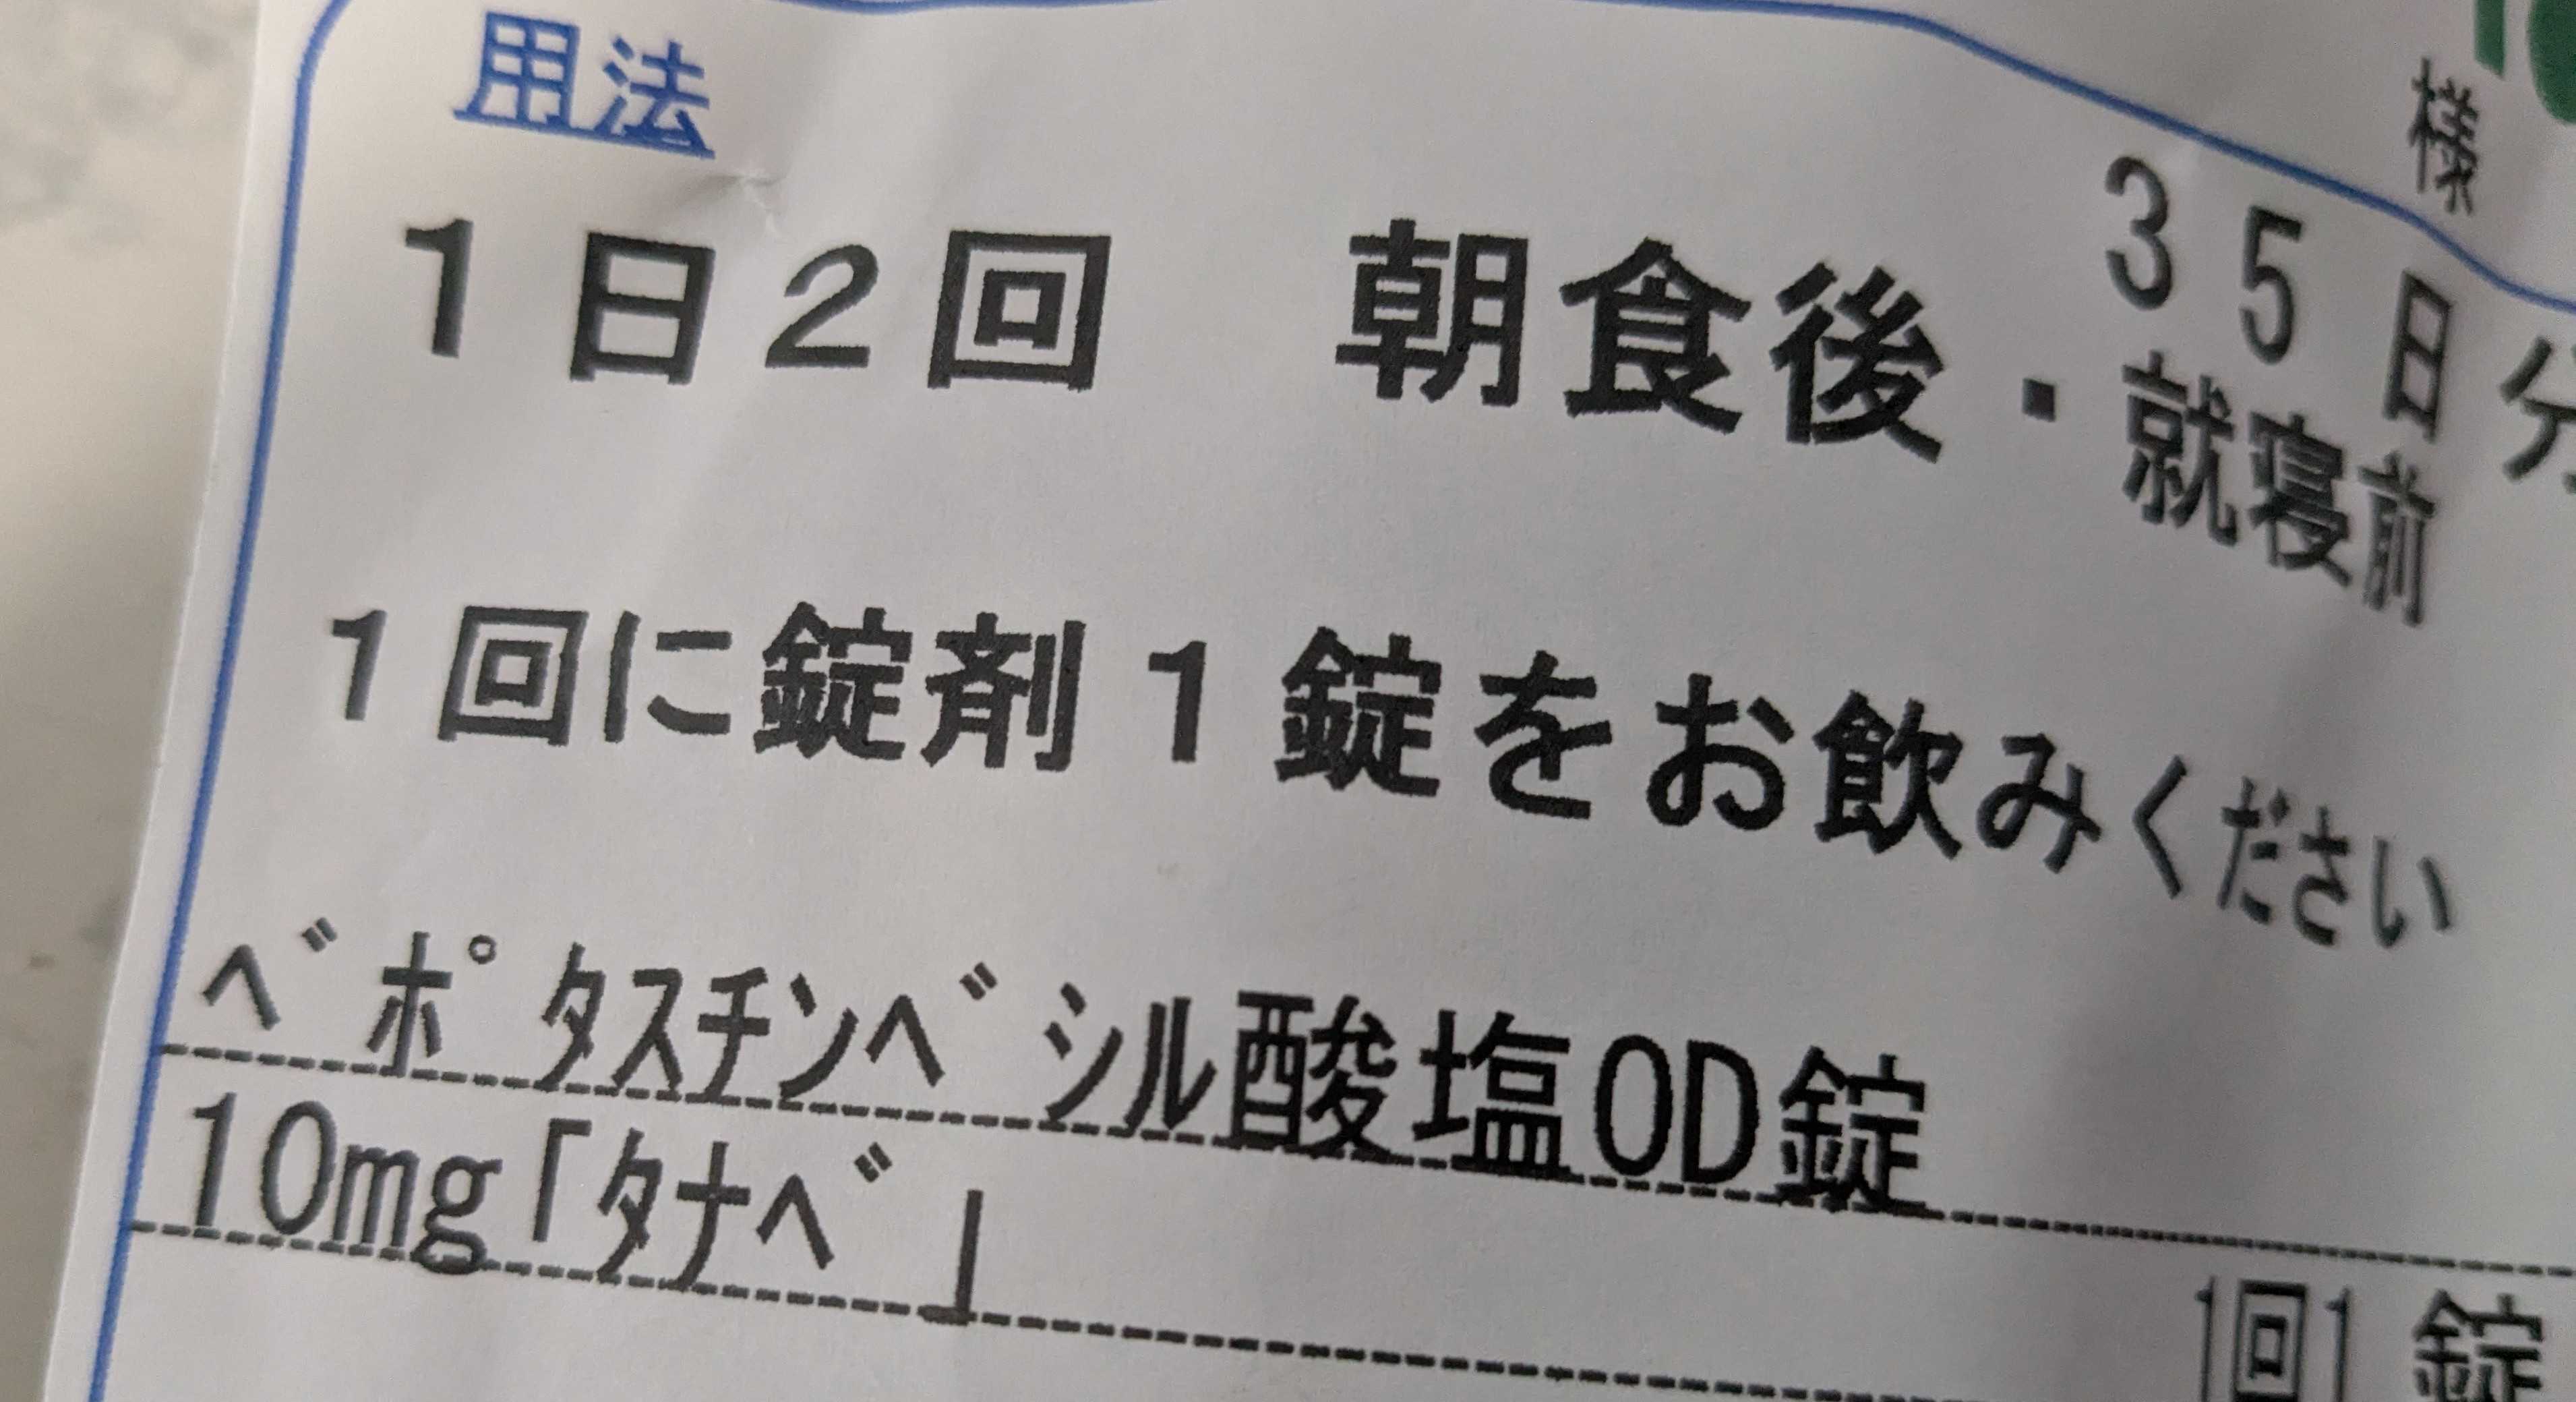 様
用法
35日分
1日2回　朝食後・就寝前
1回に錠剤1錠をお飲みください
ﾍﾞﾎﾟﾀｽﾁﾝﾍﾞｼﾙ酸塩OD錠
10mg「ﾀﾅﾍﾞ」
1回1錠